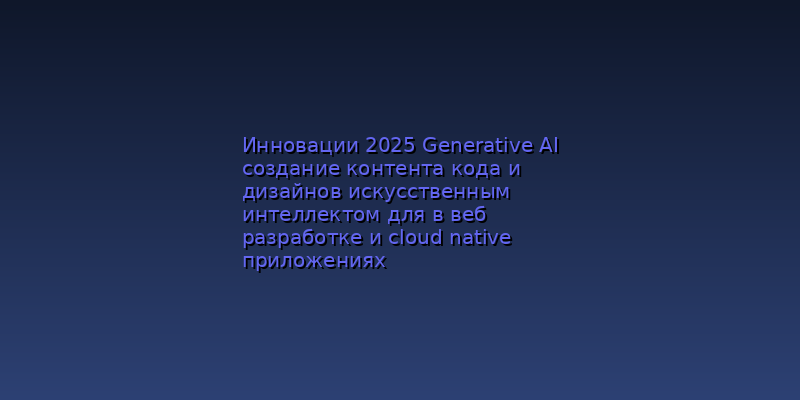 Инновации 2025 Generative AI
создание контента кода и
дизайнов искусственным
интеллектом для в веб
разработке и cloud native
приложениях